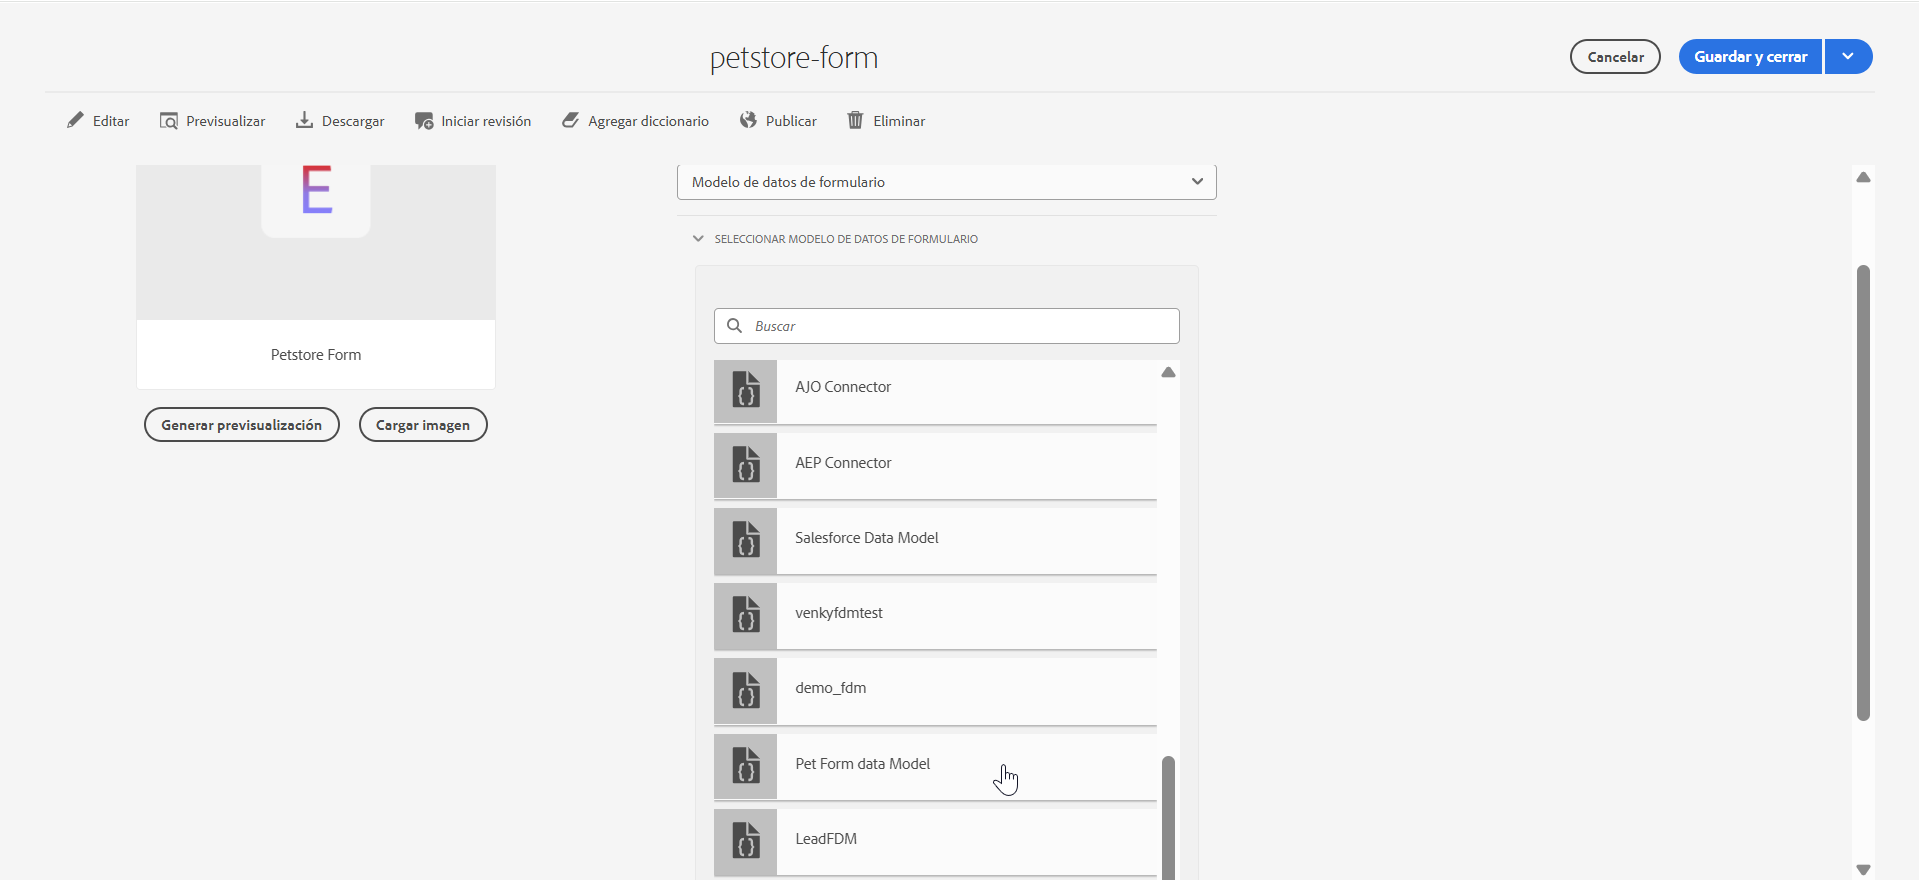 petstore-form
Cancelar
Guardar y cerrar
Editar
Previsualizar
Descargar
Iniciar revisión
Agregar diccionario
Publicar
Eliminar
E
Petstore Form
Generar previsualización
Cargar imagen
Modelo de datos de formulario
SELECCIONAR MODELO DE DATOS DE FORMULARIO
Buscar
AJO Connector
AEP Connector
Salesforce Data Model
venkyfdmtest
demo_fdm
Pet Form data Model
LeadFDM